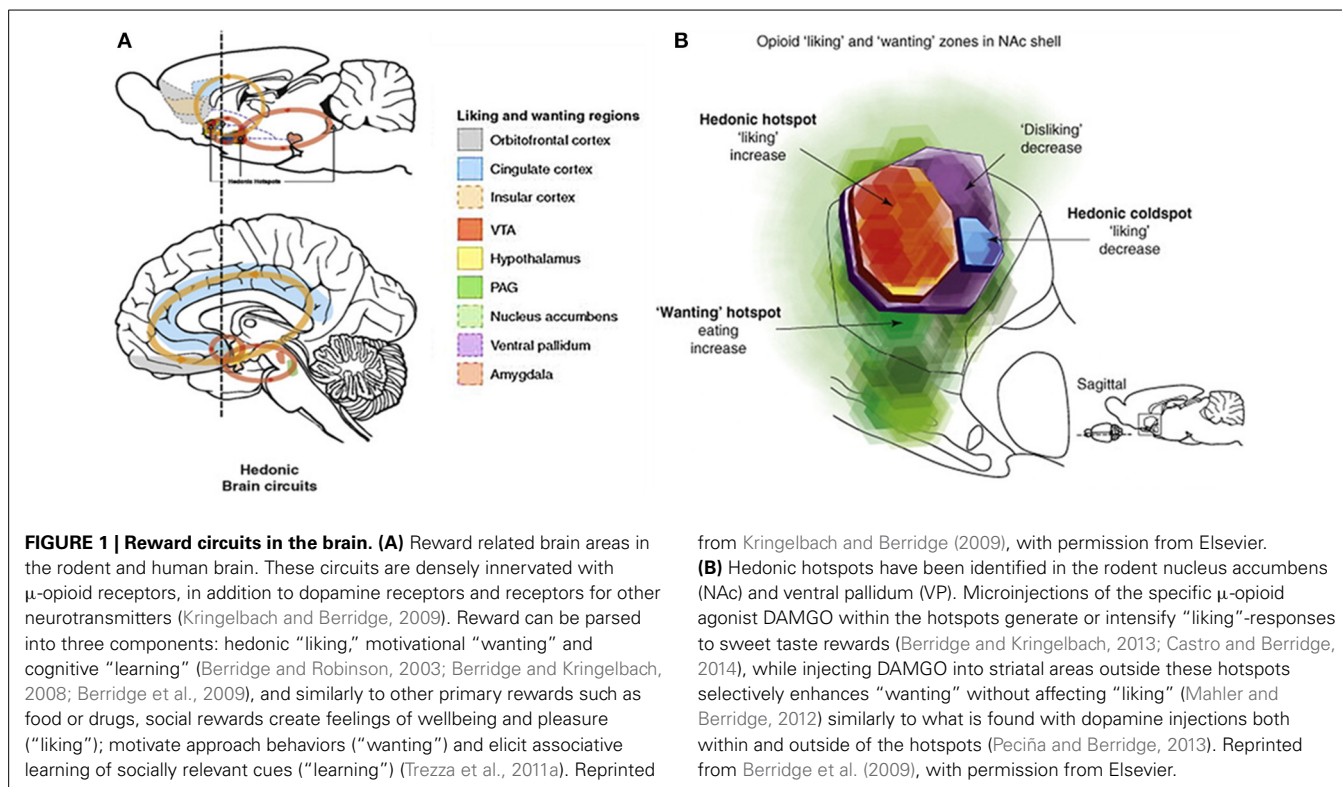 A
Hedonic Hotspots
Hedonic
Brain circuits
Liking and wanting regions
Orbitofrontal cortex
Cingulate cortex
Insular cortex
VTA
Hypothalamus
PAG
Nucleus accumbens
Ventral pallidum
Amygdala
B
Opioid ‘liking’ and ‘wanting’ zones in NAc shell
Hedonic hotspot
‘liking’
increase
‘Disliking’
decrease
Hedonic coldspot
‘liking’
decrease
‘Wanting’ hotspot
eating
increase
Sagittal
FIGURE 1 | Reward circuits in the brain. (A) Reward related brain areas in
the rodent and human brain. These circuits are densely innervated with
μ-opioid receptors, in addition to dopamine receptors and receptors for other
neurotransmitters (Kringelbach and Berridge, 2009). Reward can be parsed
into three components: hedonic “liking,” motivational “wanting” and
cognitive “learning” (Berridge and Robinson, 2003; Berridge and Kringelbach,
2008; Berridge et al., 2009), and similarly to other primary rewards such as
food or drugs, social rewards create feelings of wellbeing and pleasure
(“liking”); motivate approach behaviors (“wanting”) and elicit associative
learning of socially relevant cues (“learning”) (Trezza et al., 2011a). Reprinted
from Kringelbach and Berridge (2009), with permission from Elsevier.
(B) Hedonic hotspots have been identified in the rodent nucleus accumbens
(NAc) and ventral pallidum (VP). Microinjections of the specific μ-opioid
agonist DAMGO within the hotspots generate or intensify “liking”-responses
to sweet taste rewards (Berridge and Kringelbach, 2013; Castro and Berridge,
2014), while injecting DAMGO into striatal areas outside these hotspots
selectively enhances “wanting” without affecting “liking” (Mahler and
Berridge, 2012) similarly to what is found with dopamine injections both
within and outside of the hotspots (Peciña and Berridge, 2013). Reprinted
from Berridge et al. (2009), with permission from Elsevier.